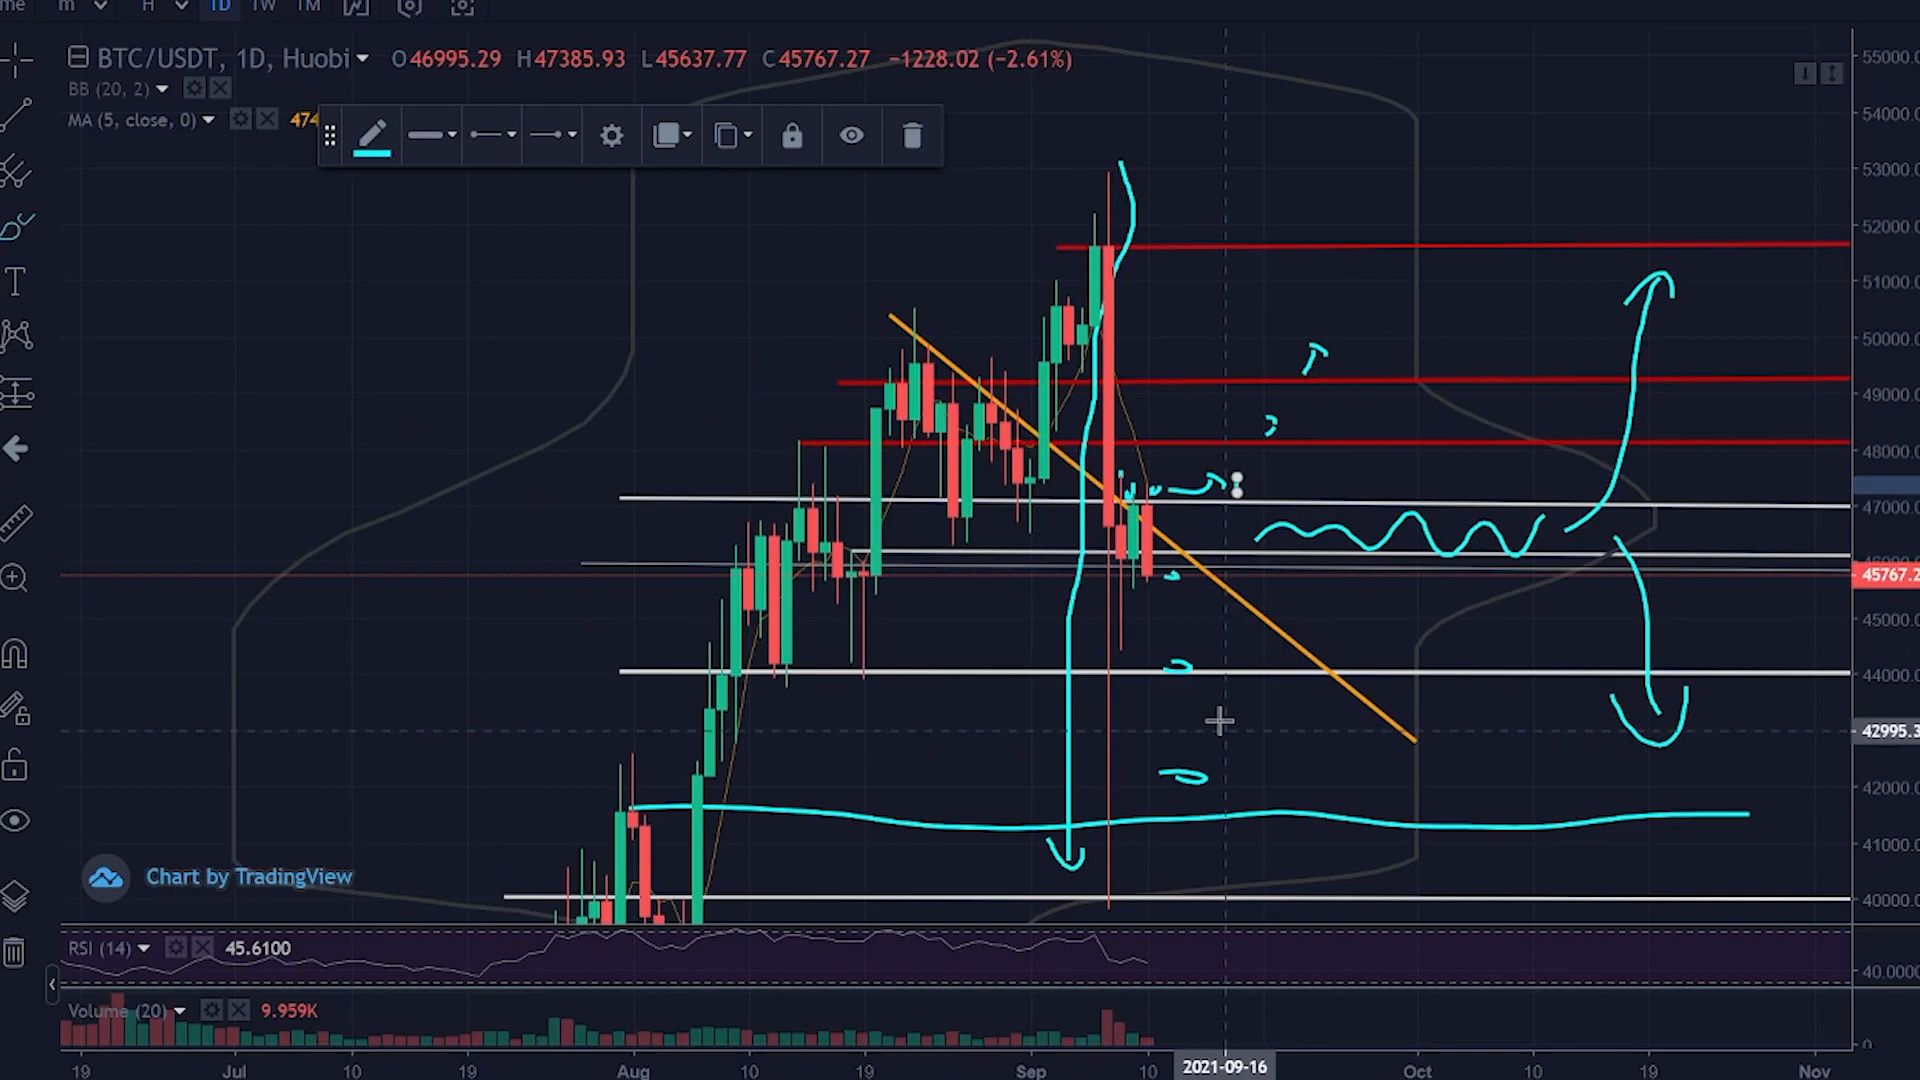 me m H 1D 1W 1M
BTC/USDT, 1D, Huobi O46995.29 H47385.93 L45637.77 C45767.27 −1228.02 (−2.61%)
BB (20, 2)
MA (5, close, 0) 474
55000.0
54000.0
53000.0
52000.0
51000.0
50000.0
49000.0
48000.0
47000.0
45767.2
45000.0
44000.0
42995.3
42000.0
41000.0
40000.0
T
Chart by TradingView
RSI (14) 45.6100
40.0000
Volume (20) 9.959K
0
19 Jul 10 19 Aug 10 19 Sep 10 2021-09-16 Oct 10 19 Nov